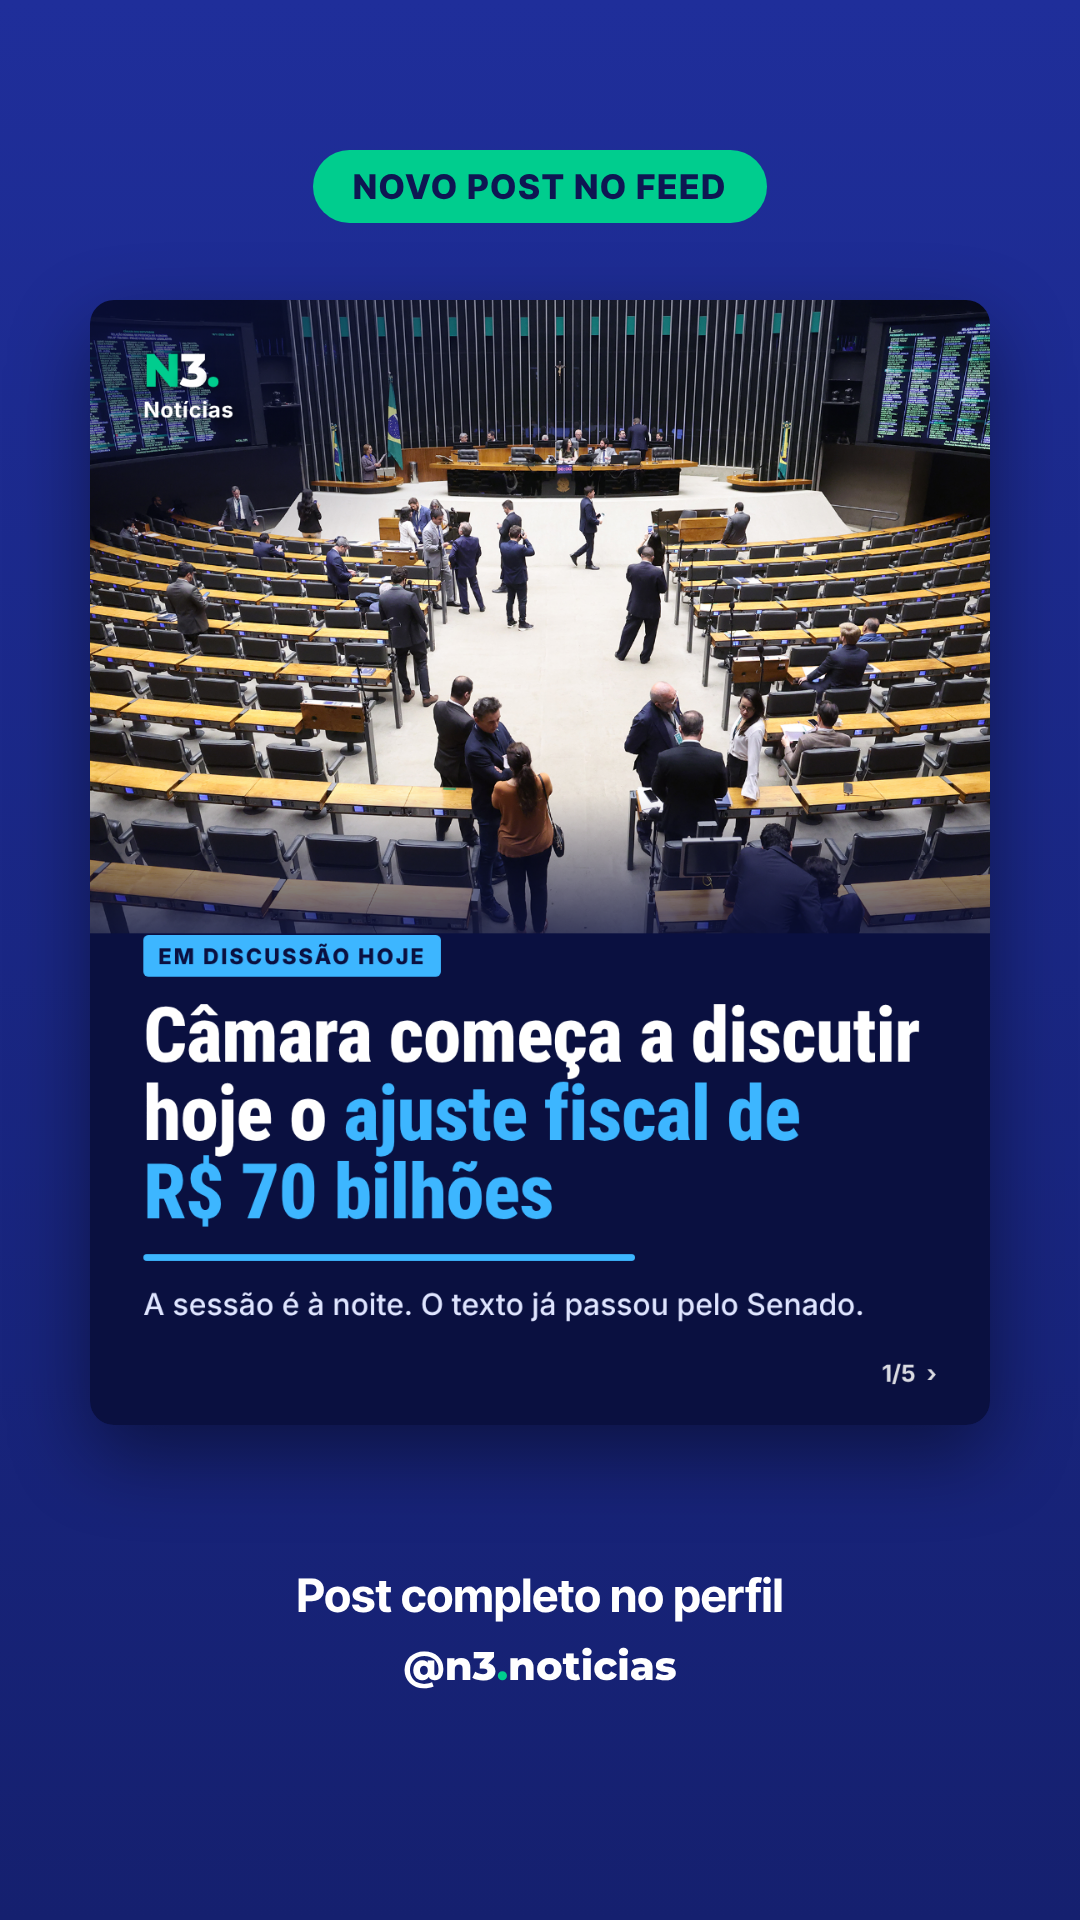 NOVO POST NO FEED
N3.
Notícias
EM DISCUSSÃO HOJE
Câmara começa a discutir
hoje o ajuste fiscal de
R$ 70 bilhões
A sessão é à noite. O texto já passou pelo Senado.
1/5 ›
Post completo no perfil
@n3.noticias